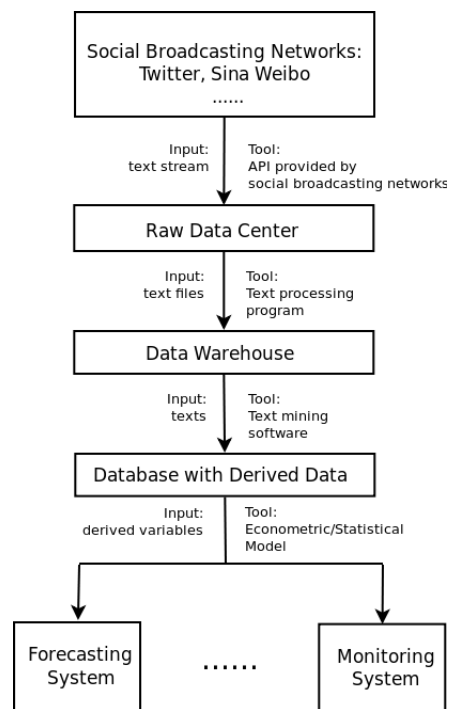 Social Broadcasting Networks:
Twitter, Sina Weibo
......
Input:
text stream
Tool:
API provided by
social broadcasting networks
Raw Data Center
Input:
text files
Tool:
Text processing
program
Data Warehouse
Input:
texts
Tool:
Text mining
software
Database with Derived Data
Input:
derived variables
Tool:
Econometric/Statistical
Model
Forecasting
System
......
Monitoring
System